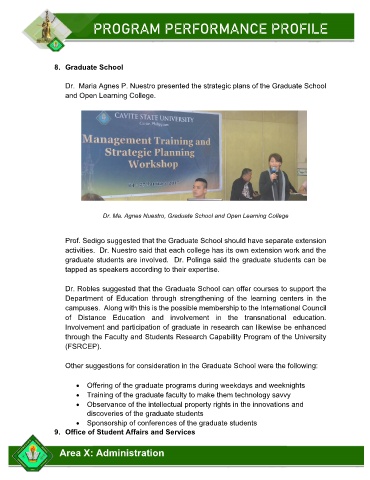 PROGRAM PERFORMANCE PROFILE
8. Graduate School
Dr. Maria Agnes P. Nuestro presented the strategic plans of the Graduate School
and Open Learning College.
CAVITE STATE UNIVERSITY
Management Training and
Strategic Planning
Workshop
Dr. Ma. Agnes Nuestro, Graduate School and Open Learning College
Prof. Sedigo suggested that the Graduate School should have separate extension
activities. Dr. Nuestro said that each college has its own extension work and the
graduate students are involved. Dr. Polinga said the graduate students can be
tapped as speakers according to their expertise.
Dr. Robles suggested that the Graduate School can offer courses to support the
Department of Education through strengthening of the learning centers in the
campuses. Along with this is the possible membership to the International Council
of Distance Education and involvement in the transnational education.
Involvement and participation of graduate in research can likewise be enhanced
through the Faculty and Students Research Capability Program of the University
(FSRCEP).
Other suggestions for consideration in the Graduate School were the following:
• Offering of the graduate programs during weekdays and weeknights
• Training of the graduate faculty to make them technology savvy
• Observance of the intellectual property rights in the innovations and
discoveries of the graduate students
• Sponsorship of conferences of the graduate students
9. Office of Student Affairs and Services
Area X: Administration